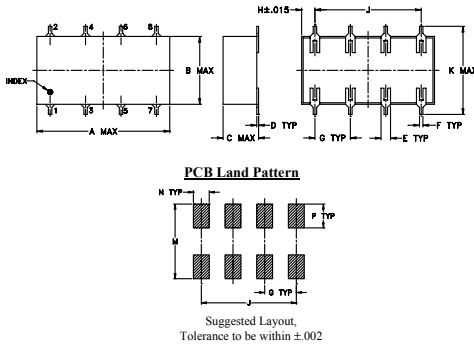 2 4 6 8
INDEX
1 3 5 7
A MAX
B MAX
C MAX
D TYP
H±.015
J
K MAX
G TYP
E TYP
F TYP
PCB Land Pattern
N TYP
P TYP
M
G TYP
J
Suggested Layout,
Tolerance to be within ±.002